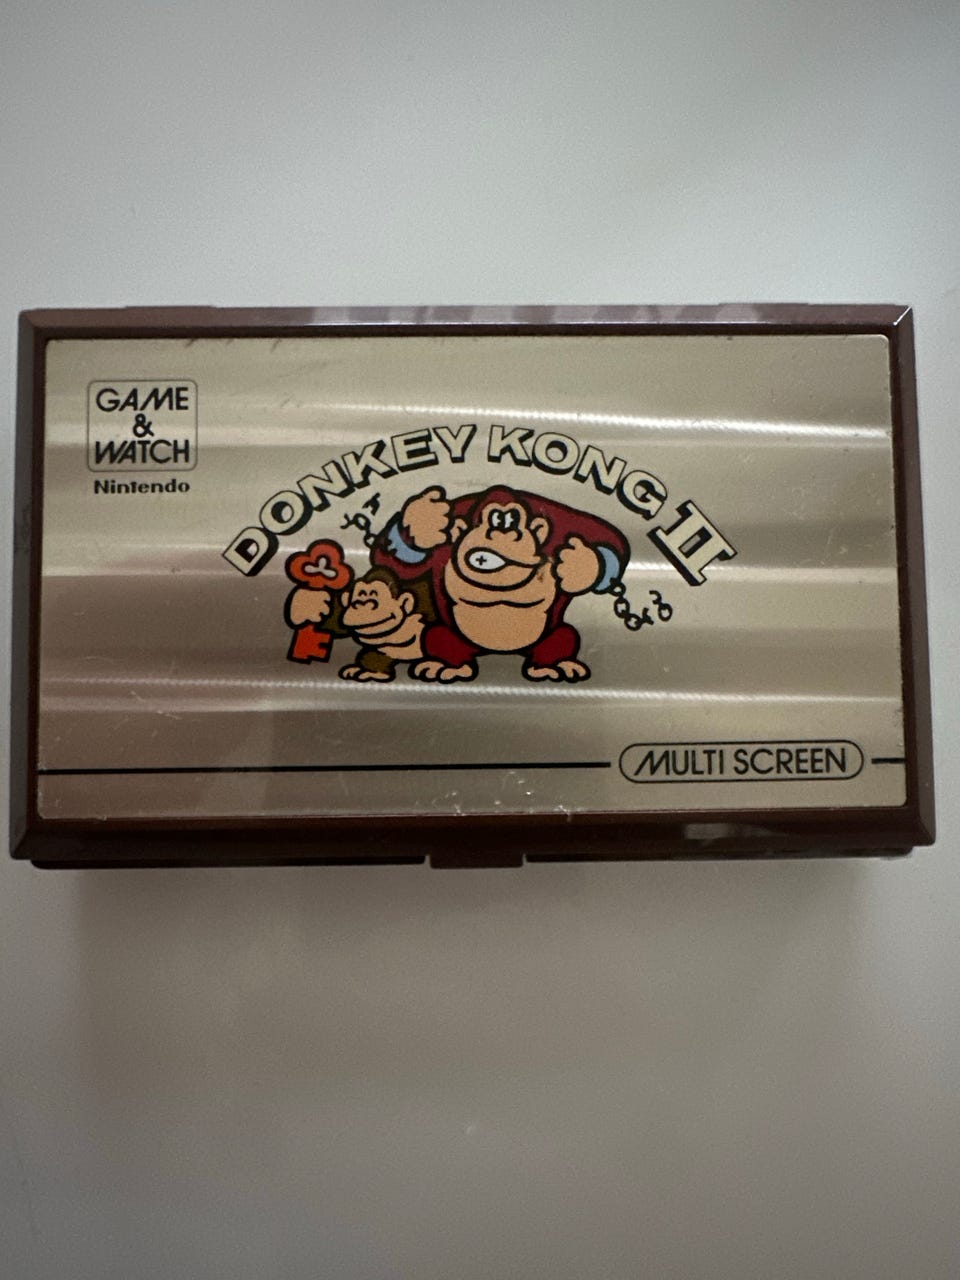 GAME
&
WATCH
Nintendo
DONKEY KONG II
MULTI SCREEN